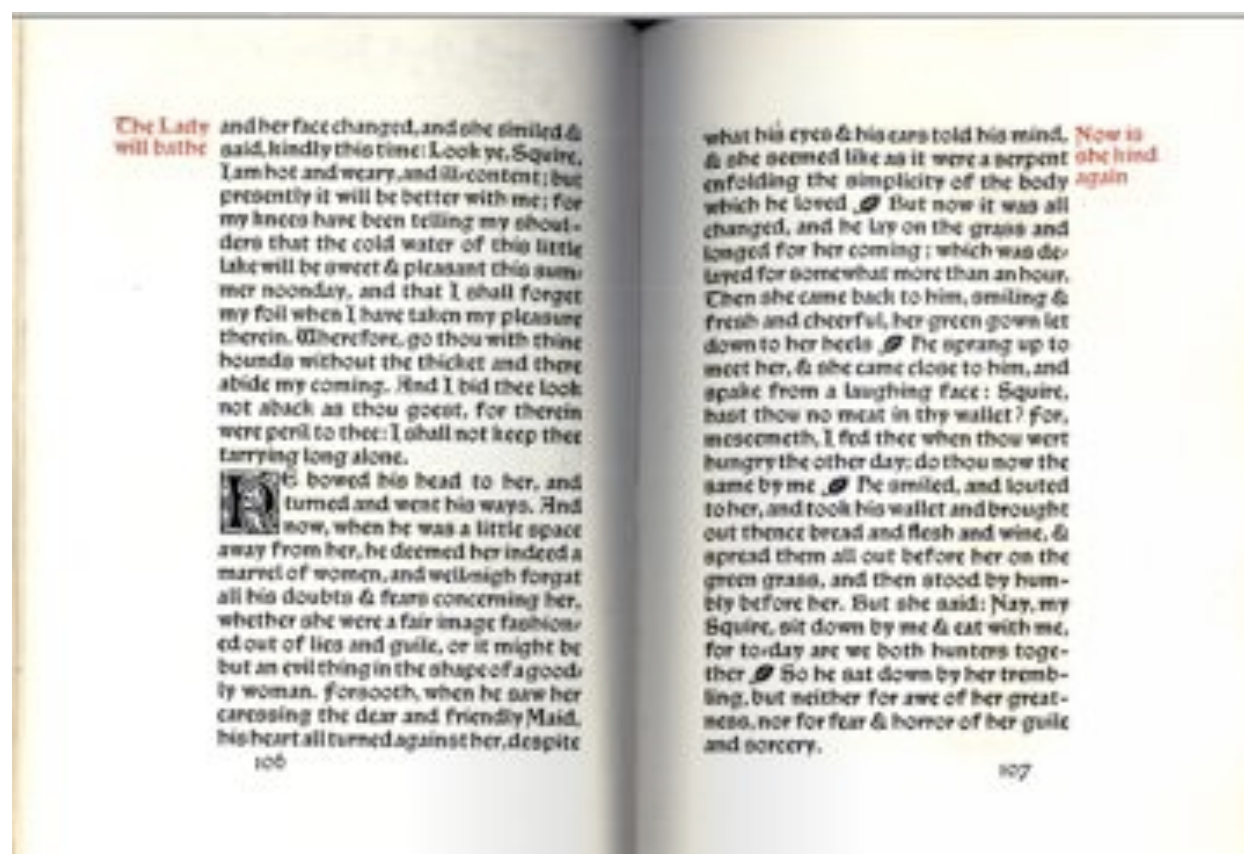 The Lady
will bathe
and her face changed, and she smiled &
said, kindly this time: Look ye, Squire,
I am hot and weary, and ill-content; but
presently it will be better with me; for
my knees have been telling my shoul-
ders that the cold water of this little
lake will be sweet & pleasant this sum-
mer noonday, and that I shall forget
my foil when I have taken my pleasure
therein. Wherefore, go thou with thine
hounds without the thicket and there
abide my coming. And I bid thee look
not aback as thou goest, for therein
were peril to thee: I shall not keep thee
tarrying long alone.
HE bowed his head to her, and
turned and went his ways. And
now, when he was a little space
away from her, he deemed her indeed a
marvel of women, and well-nigh forgat
all his doubts & fears concerning her,
whether she were a fair image fashion-
ed out of lies and guile, or it might be
but an evil thing in the shape of a good-
ly woman. Forsooth, when he saw her
caressing the dear and friendly Maid,
his heart all turned against her, despite
106
what his eyes & his ears told his mind,
& she seemed like as it were a serpent
enfolding the simplicity of the body
which he loved But now it was all
changed, and he lay on the grass and
longed for her coming; which was de-
layed for somewhat more than an hour.
Then she came back to him, smiling &
fresh and cheerful, her green gown let
down to her heels He sprang up to
meet her, & she came close to him, and
spake from a laughing face: Squire,
hast thou no meat in thy wallet? For,
meseemeth, I fed thee when thou wert
hungry the other day; do thou now the
same by me He smiled, and louted
to her, and took his wallet and brought
out thence bread and flesh and wine, &
spread them all out before her on the
green grass, and then stood by hum-
bly before her. But she said: Nay, my
Squire, sit down by me & eat with me,
for to-day are we both hunters toge-
ther So he sat down by her tremb-
ling, but neither for awe of her great-
ness, nor for fear & horror of her guile
and sorcery.
Now is
she kind
again
107